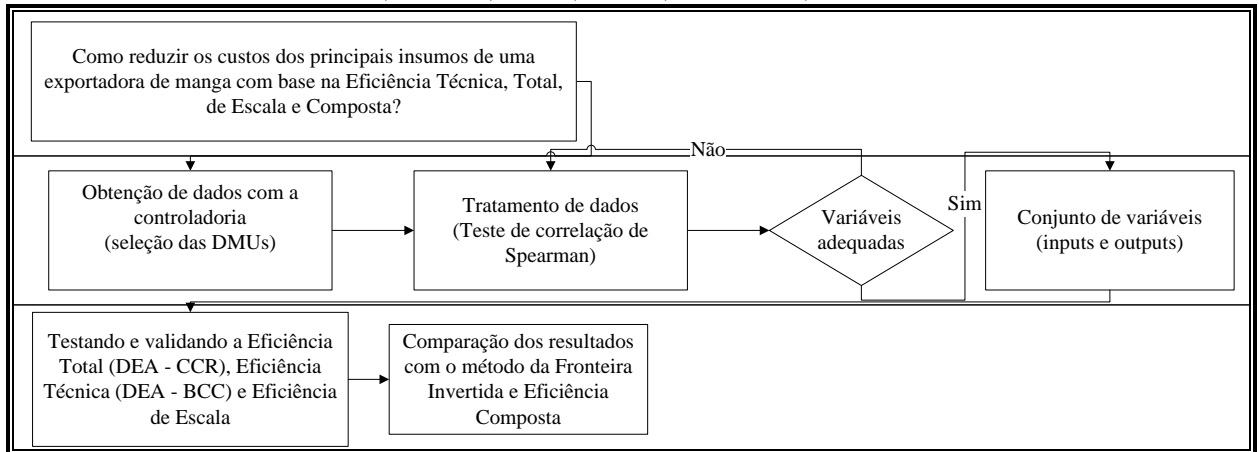 Como reduzir os custos dos principais insumos de uma
exportadora de manga com base na Eficiência Técnica, Total,
de Escala e Composta?
Não
Obtenção de dados com a
controladoria
(seleção das DMUs)
Tratamento de dados
(Teste de correlação de
Spearman)
Variáveis
adequadas
Sim
Conjunto de variáveis
(inputs e outputs)
Testando e validando a Eficiência
Total (DEA - CCR), Eficiência
Técnica (DEA - BCC) e Eficiência
de Escala
Comparação dos resultados
com o método da Fronteira
Invertida e Eficiência
Composta